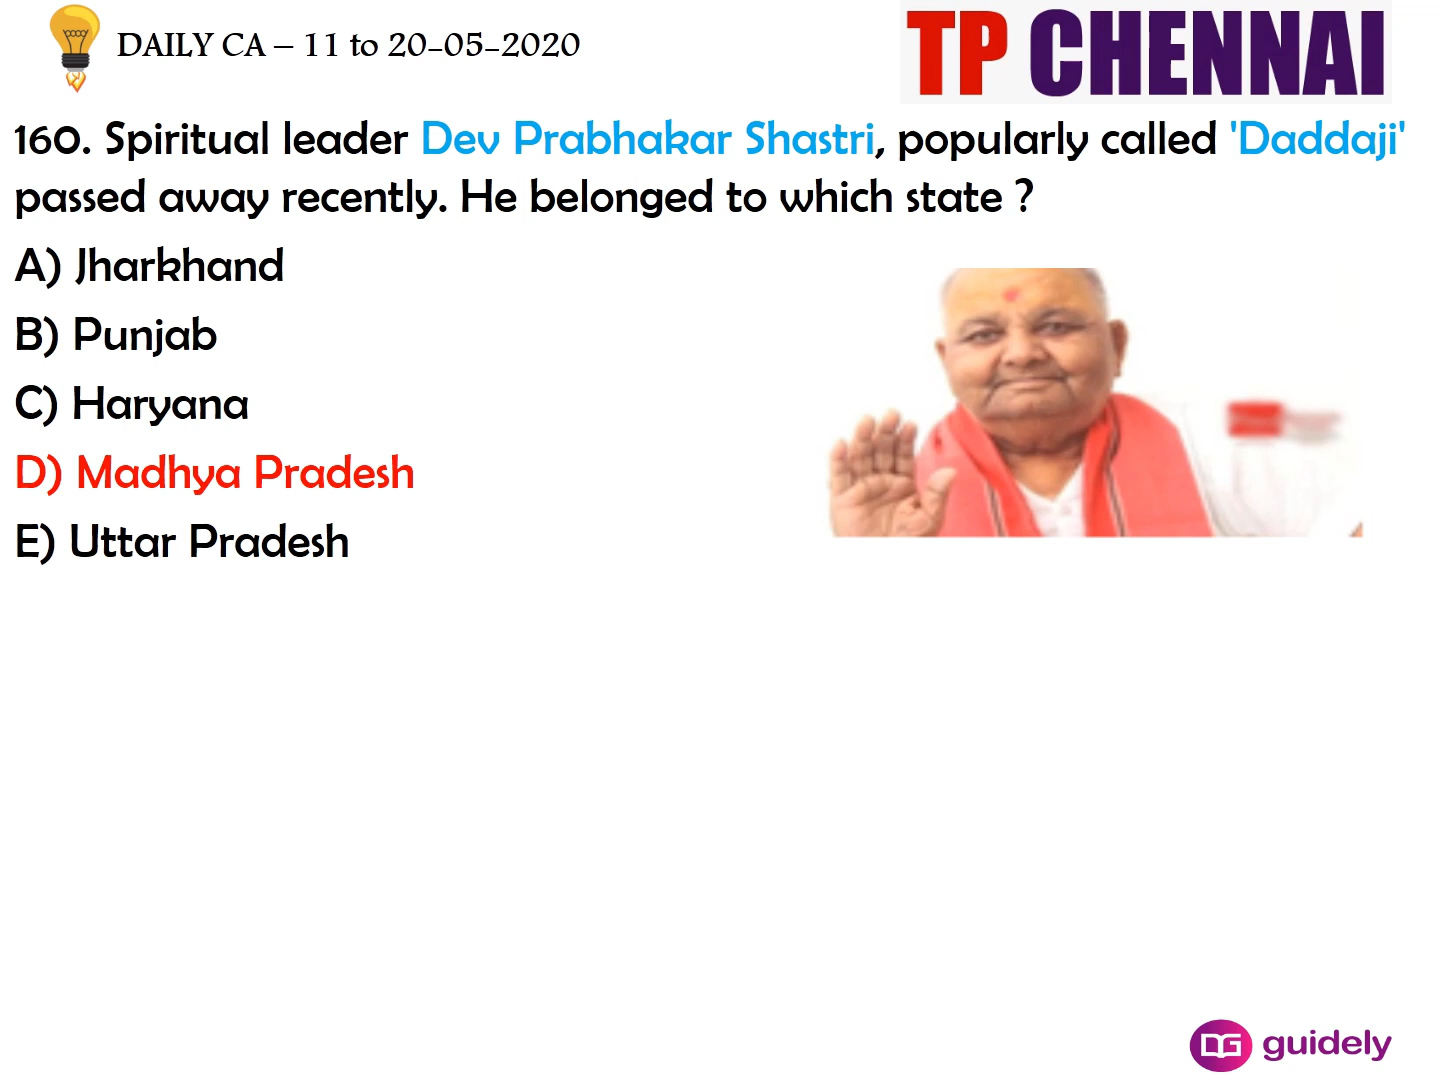 DAILY CA – 11 to 20-05-2020
TP CHENNAI
160. Spiritual leader Dev Prabhakar Shastri, popularly called 'Daddaji'
passed away recently. He belonged to which state ?
A) Jharkhand
B) Punjab
C) Haryana
D) Madhya Pradesh
E) Uttar Pradesh
guidely